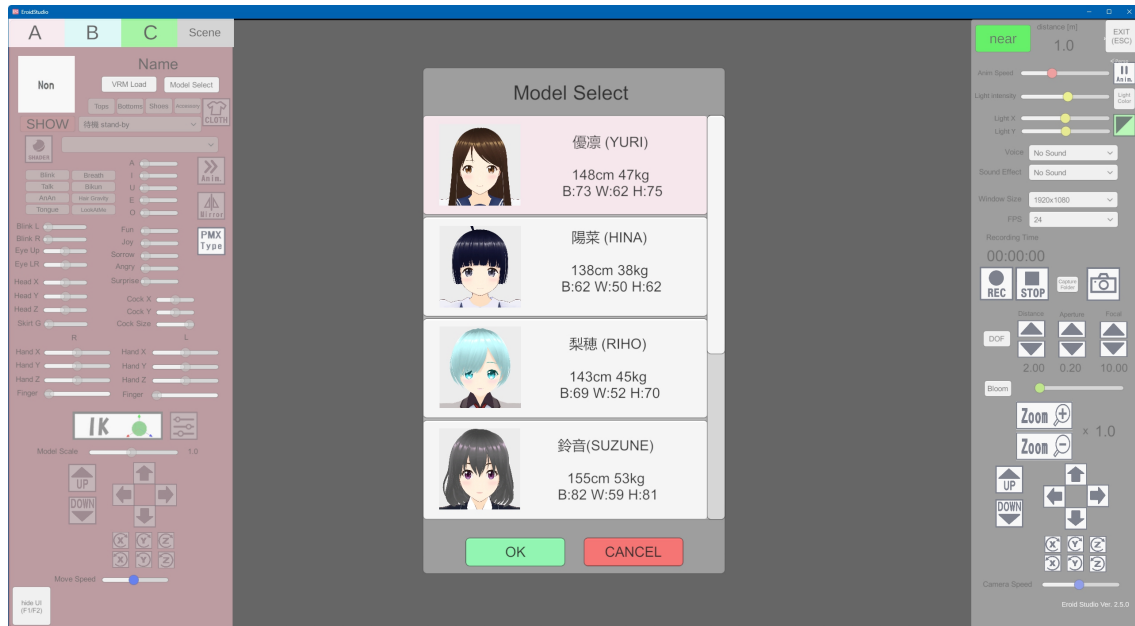 EroidStudio
A B C Scene
Name
Non
VRM Load Model Select
Tops Bottoms Shoes Accessory
CLOTH
SHOW 待機 stand-by
SHADER
Blink Breath
Talk Bikun
AnAn Hair Gravity
Tongue LookAtMe
A
I
U
E
O
Anim.
Mirror
Blink L
Blink R
Eye Up
Eye LR
Fun
Joy
Sorrow
Angry
Surprise
PMX
Type
Head X
Head Y
Head Z
Skirt G
Cock X
Cock Y
Cock Size
R L
Hand X Hand X
Hand Y Hand Y
Hand Z Hand Z
Finger Finger
IK
Model Scale 1.0
UP
DOWN
X Y Z
X Y Z
Move Speed
hide UI
(F1/F2)
Model Select
優凛 (YURI)
148cm 47kg
B:73 W:62 H:75
陽菜 (HINA)
138cm 38kg
B:62 W:50 H:62
梨穂 (RIHO)
143cm 45kg
B:69 W:52 H:70
鈴音(SUZUNE)
155cm 53kg
B:82 W:59 H:81
OK CANCEL
near
distance [m]
1.0
EXIT
(ESC)
Anim Speed
Anim.
Light Intensity
Light
Color
Light X
Light Y
Voice No Sound
Sound Effect No Sound
Window Size 1920x1080
FPS 24
Recording Time
00:00:00
REC STOP
Capture
Folder
Distance Aperture Focal
DOF
2.00 0.20 10.00
Bloom
Zoom
× 1.0
Zoom
UP
DOWN
X Y Z
X Y Z
Camera Speed
Eroid Studio Ver. 2.5.0